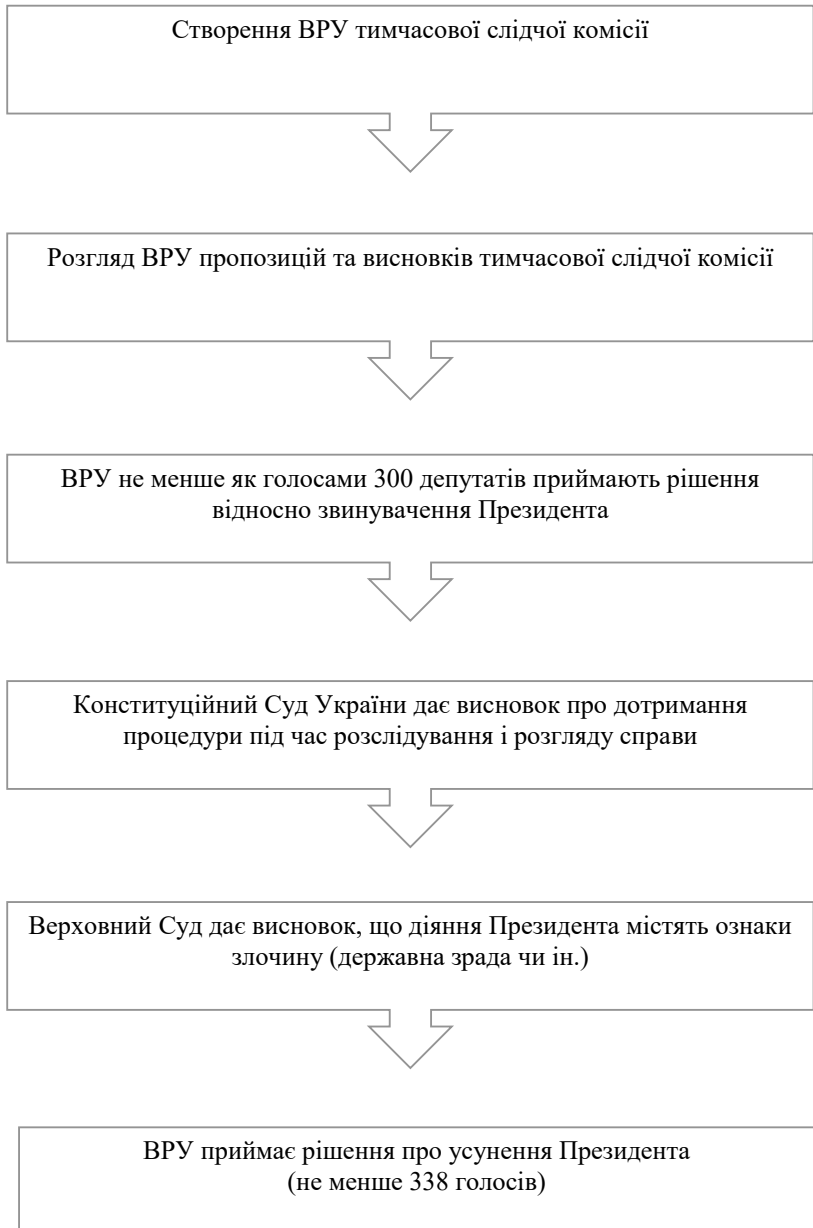 Створення ВРУ тимчасової слідчої комісії
Розгляд ВРУ пропозицій та висновків тимчасової слідчої комісії
ВРУ не менше як голосами 300 депутатів приймають рішення
відносно звинувачення Президента
Конституційний Суд України дає висновок про дотримання
процедури під час розслідування і розгляду справи
Верховний Суд дає висновок, що діяння Президента містять ознаки
злочину (державна зрада чи ін.)
ВРУ приймає рішення про усунення Президента
(не менше 338 голосів)